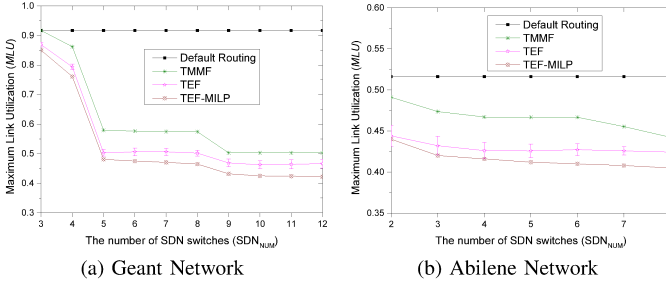 1.0
0.9
0.8
0.7
0.6
0.5
0.4
0.3
Maximum Link Utilization (MLU)
Default Routing
TMMF
TEF
TEF-MILP
3 4 5 6 7 8 9 10 11 12
The number of SDN switches (SDNNUM)
(a) Geant Network
0.60
0.55
0.50
0.45
0.40
0.35
Maximum Link Utilization (MLU)
Default Routing
TMMF
TEF
TEF-MILP
2 3 4 5 6 7 8
The number of SDN switches (SDNNUM)
(b) Abilene Network